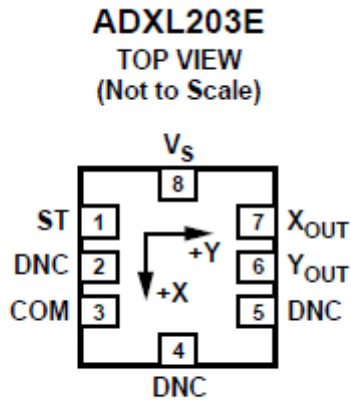 ADXL203E
TOP VIEW
(Not to Scale)
VS
8
ST 1 7 XOUT
+Y
DNC 2 6 YOUT
+X
COM 3 5 DNC
4
DNC